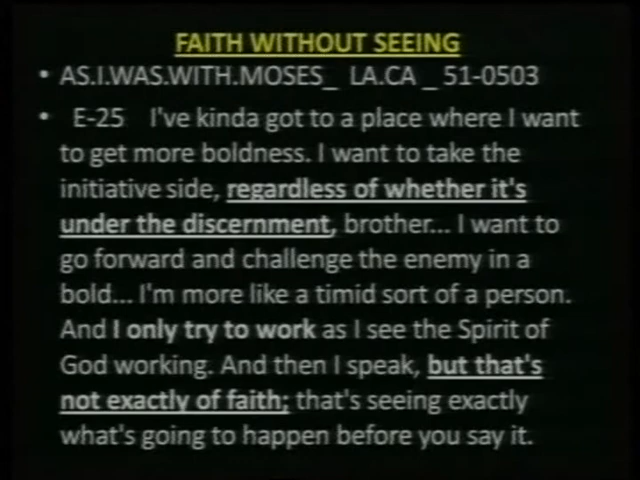 FAITH WITHOUT SEEING
• AS.I.WAS.WITH.MOSES_ LA.CA _ 51-0503
• E-25 I've kinda got to a place where I want
to get more boldness. I want to take the
initiative side, regardless of whether it's
under the discernment, brother... I want to
go forward and challenge the enemy in a
bold... I'm more like a timid sort of a person.
And I only try to work as I see the Spirit of
God working. And then I speak, but that's
not exactly of faith; that's seeing exactly
what's going to happen before you say it.